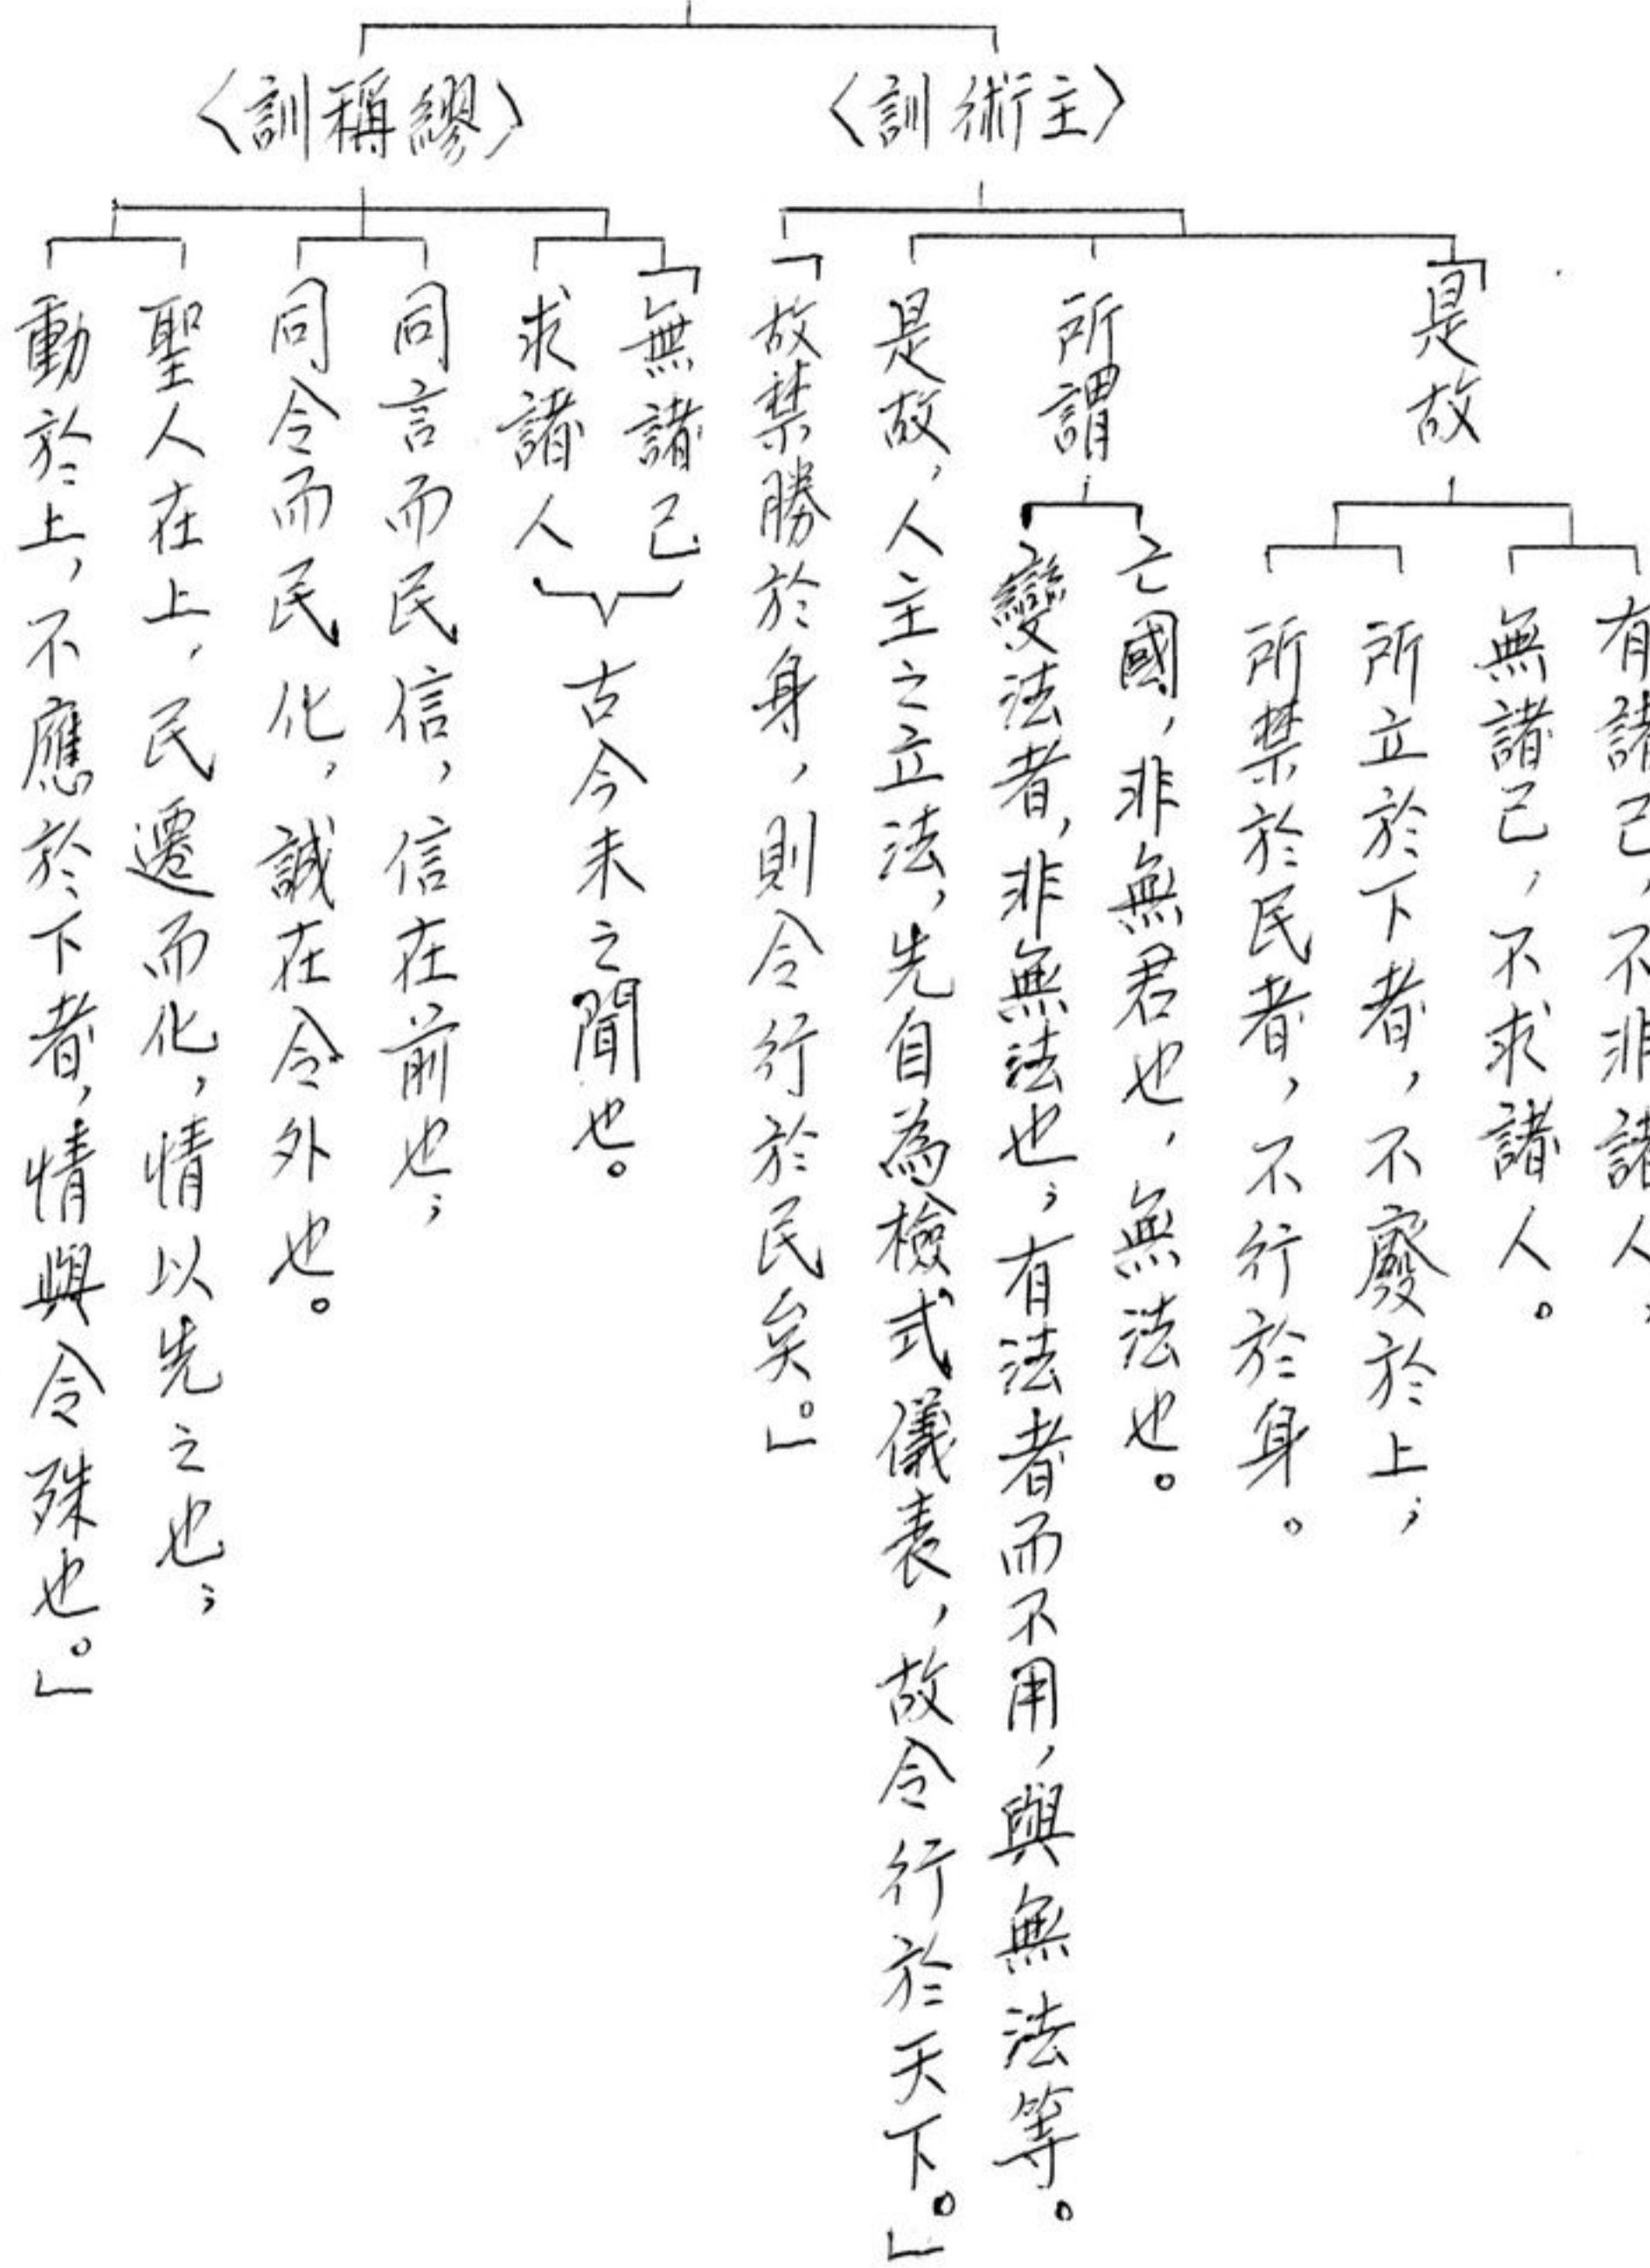 〈主術訓〉
「是故
有諸己，不非諸人；
無諸己，不求諸人。
所立於下者，不廢於上；
所禁於民者，不行於身。
所謂
亡國，非無君也，無法也。
變法者，非無法也；有法者而不用，與無法等。
是故，人主之立法，先自為檢式儀表，故令行於天下。」
「故禁勝於身，則令行於民矣。」
〈繆稱訓〉
「無諸己
求諸人
古今未之聞也。
同言而民信，信在前也；
同令而民化，誠在令外也。
聖人在上，民遷而化，情以先之也；
動於上，不應於下者，情與令殊也。」